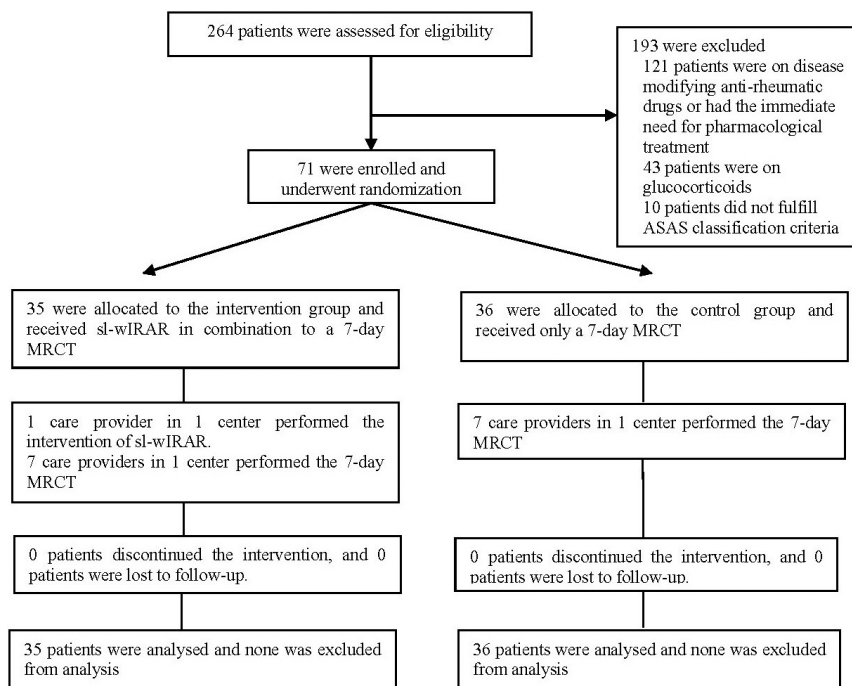 264 patients were assessed for eligibility
193 were excluded
121 patients were on disease
modifying anti-rheumatic
drugs or had the immediate
need for pharmacological
treatment
43 patients were on
glucocorticoids
10 patients did not fulfill
ASAS classification criteria
71 were enrolled and
underwent randomization
35 were allocated to the intervention group and
received sl-wIRAR in combination to a 7-day
MRCT
36 were allocated to the control group and
received only a 7-day MRCT
1 care provider in 1 center performed the
intervention of sl-wIRAR.
7 care providers in 1 center performed the 7-day
MRCT
7 care providers in 1 center performed the 7-day
MRCT
0 patients discontinued the intervention, and 0
patients were lost to follow-up.
0 patients discontinued the intervention, and 0
patients were lost to follow-up.
35 patients were analysed and none was excluded
from analysis
36 patients were analysed and none was excluded
from analysis